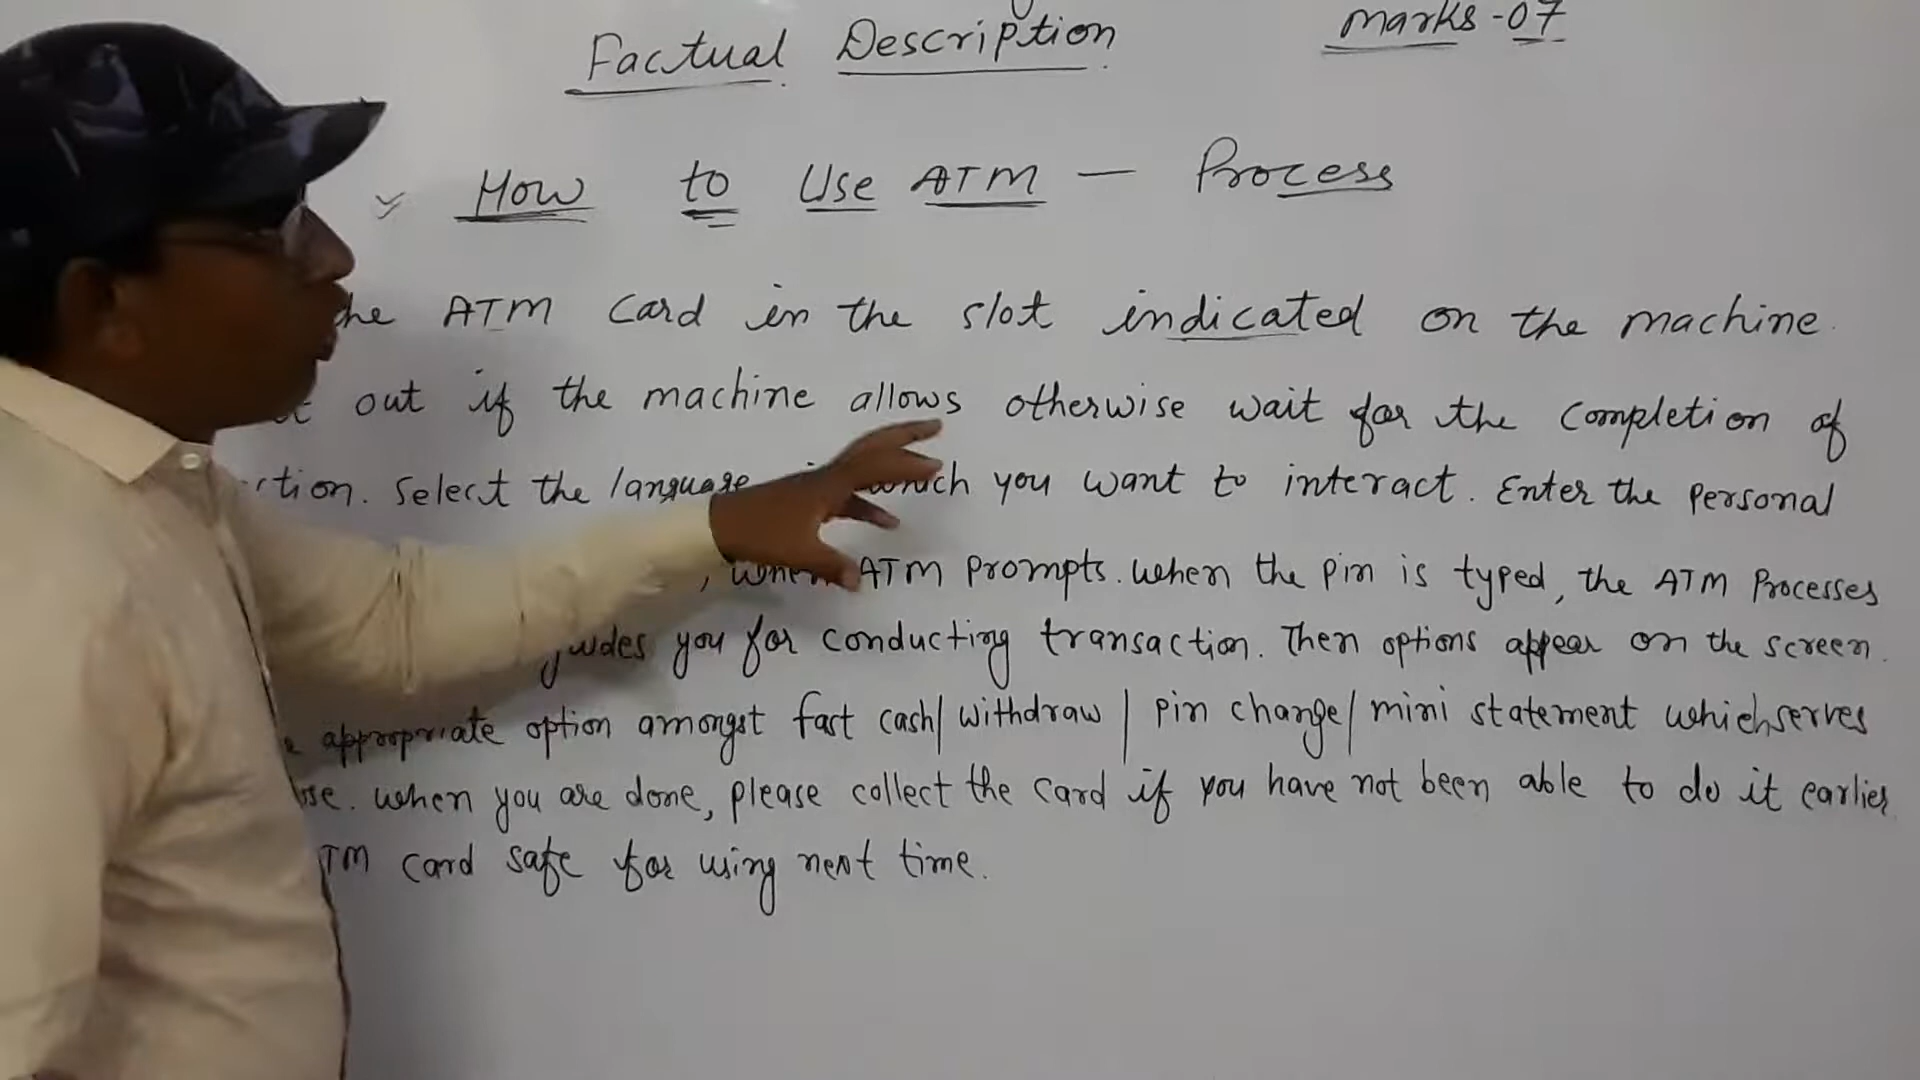 Factual Description marks-07
How to Use ATM — Process
he ATM Card in the slot indicated on the machine.
out if the machine allows otherwise wait for the completion of
ction. Select the language which you want to interact. Enter the personal
, when ATM prompts. when the pin is typed, the ATM Processes
guides you for conducting transaction. Then options appear on the screen.
appropriate option amongst fast cash/ withdraw / pin change/ mini statement which serves
ose. when you are done, please collect the card if you have not been able to do it earlier.
TM card safe for using next time.